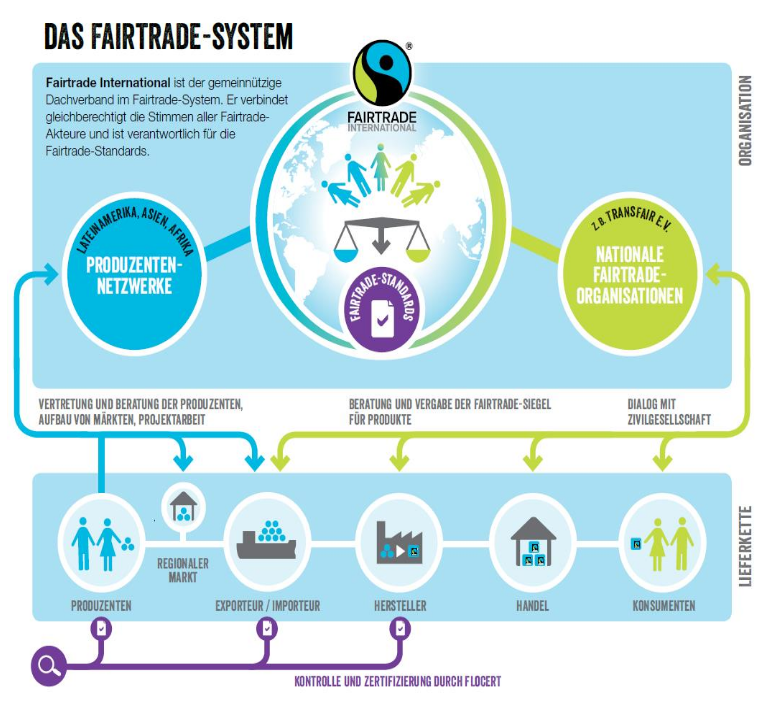 DAS FAIRTRADE-SYSTEM
Fairtrade International ist der gemeinnützige
Dachverband im Fairtrade-System. Er verbindet
gleichberechtigt die Stimmen aller Fairtrade-
Akteure und ist verantwortlich für die
Fairtrade-Standards.
®
FAIRTRADE
INTERNATIONAL
ORGANISATION
LATEINAMERIKA, ASIEN, AFRIKA
PRODUZENTEN-
NETZWERKE
FAIRTRADE-STANDARDS
Z.B. TRANSFAIR E.V.
NATIONALE
FAIRTRADE-
ORGANISATIONEN
VERTRETUNG UND BERATUNG DER PRODUZENTEN,
AUFBAU VON MÄRKTEN, PROJEKTARBEIT
BERATUNG UND VERGABE DER FAIRTRADE-SIEGEL
FÜR PRODUKTE
DIALOG MIT
ZIVILGESELLSCHAFT
LIEFERKETTE
PRODUZENTEN
REGIONALER
MARKT
EXPORTEUR / IMPORTEUR
HERSTELLER
HANDEL
KONSUMENTEN
KONTROLLE UND ZERTIFIZIERUNG DURCH FLOCERT